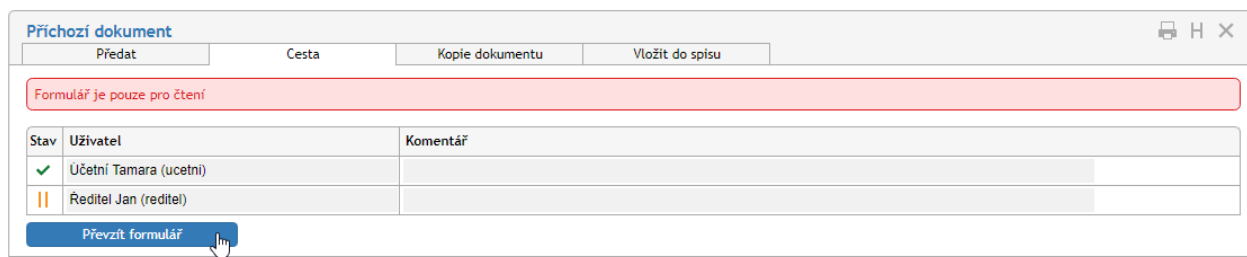 Příchozí dokument
H
Předat Cesta Kopie dokumentu Vložit do spisu
Formulář je pouze pro čtení
Stav Uživatel Komentář
Účetní Tamara (ucetni)
Ředitel Jan (reditel)
Převzít formulář